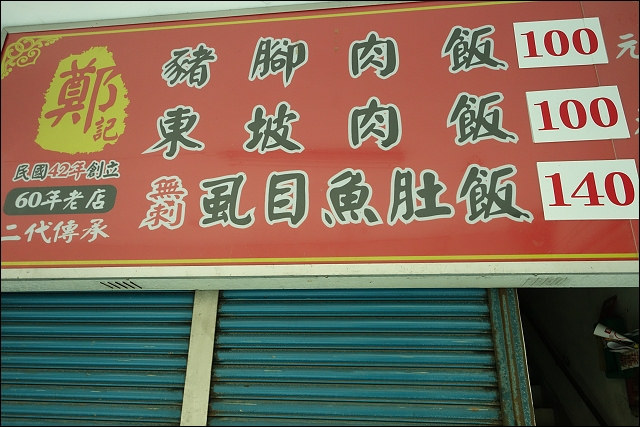 鄭記
民國42年創立
60年老店
二代傳承
豬腳肉飯 100 元
東坡肉飯 100
無刺虱目魚肚飯 140